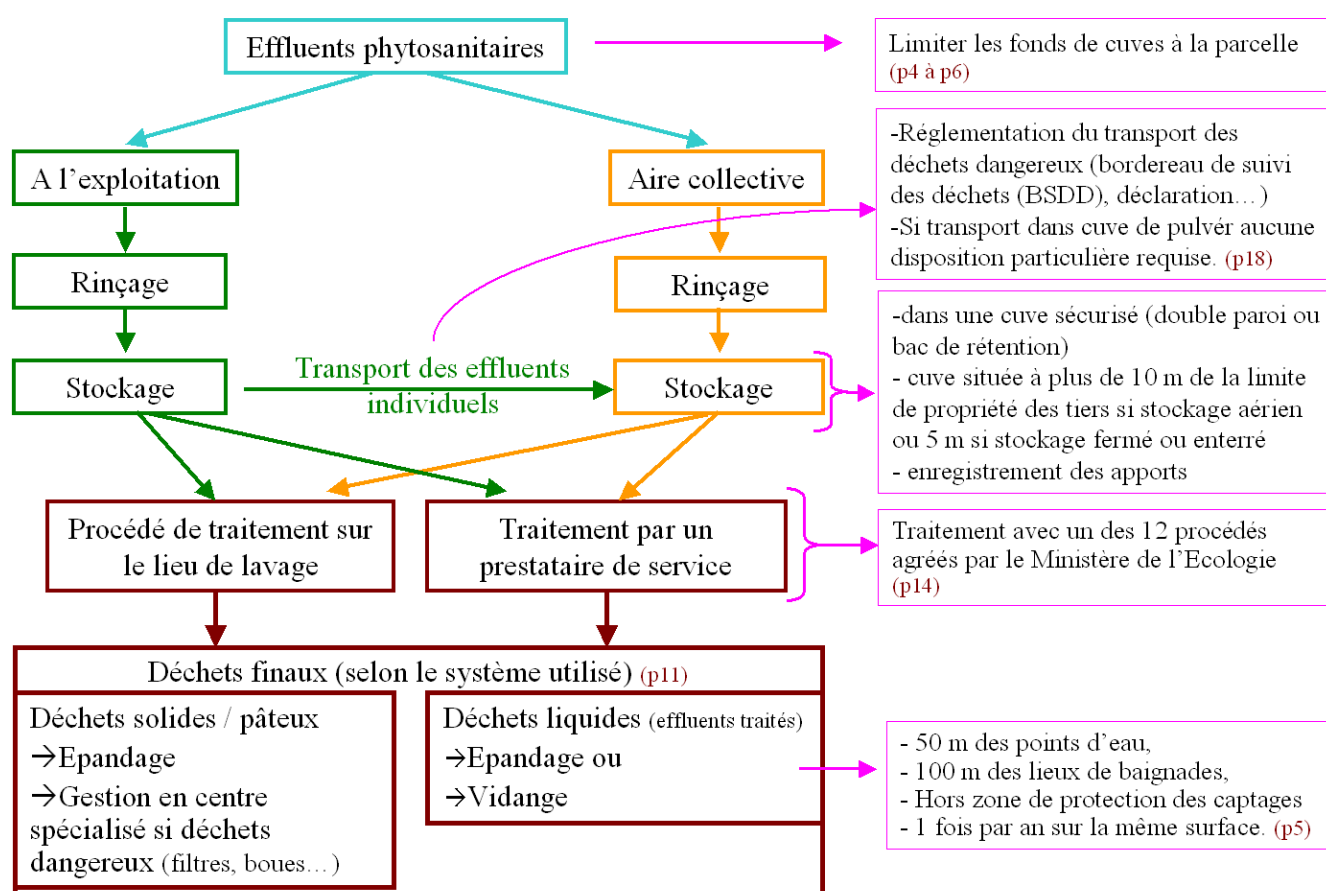 Effluents phytosanitaires
Limiter les fonds de cuves à la parcelle
(p4 à p6)
A l’exploitation
Aire collective
-Réglementation du transport des
déchets dangereux (bordereau de suivi
des déchets (BSDD), déclaration…)
-Si transport dans cuve de pulvér aucune
disposition particulière requise. (p18)
Rinçage
Rinçage
Stockage
Transport des effluents
individuels
Stockage
-dans une cuve sécurisé (double paroi ou
bac de rétention)
- cuve située à plus de 10 m de la limite
de propriété des tiers si stockage aérien
ou 5 m si stockage fermé ou enterré
- enregistrement des apports
Procédé de traitement sur
le lieu de lavage
Traitement par un
prestataire de service
Traitement avec un des 12 procédés
agréés par le Ministère de l’Ecologie
(p14)
Déchets finaux (selon le système utilisé) (p11)
Déchets solides / pâteux
→Epandage
→Gestion en centre
spécialisé si déchets
dangereux (filtres, boues…)
Déchets liquides (effluents traités)
→Epandage ou
→Vidange
- 50 m des points d’eau,
- 100 m des lieux de baignades,
- Hors zone de protection des captages
- 1 fois par an sur la même surface. (p5)